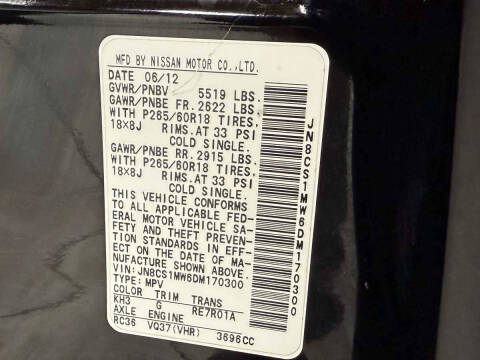 MFD BY NISSAN MOTOR CO.,LTD.
DATE 06/12
GVWR/PNBV 5519 LBS.
GAWR/PNBE FR. 2622 LBS.
WITH P265/60R18 TIRES,
18X8J RIMS.AT 33 PSI
COLD SINGLE.
GAWR/PNBE RR. 2915 LBS.
WITH P265/60R18 TIRES,
18X8J RIMS.AT 33 PSI
COLD SINGLE.
THIS VEHICLE CONFORMS
TO ALL APPLICABLE FED-
ERAL MOTOR VEHICLE SA-
FETY AND THEFT PREVEN-
TION STANDARDS IN EFF-
ECT ON THE DATE OF MA-
NUFACTURE SHOWN ABOVE.
VIN:JN8CS1MW6DM170300
TYPE: MPV
COLOR TRIM TRANS
KH3 G RE7R01A
AXLE ENGINE
RC36 VQ37(VHR) 3696CC
JN8CS1MW6DM170300